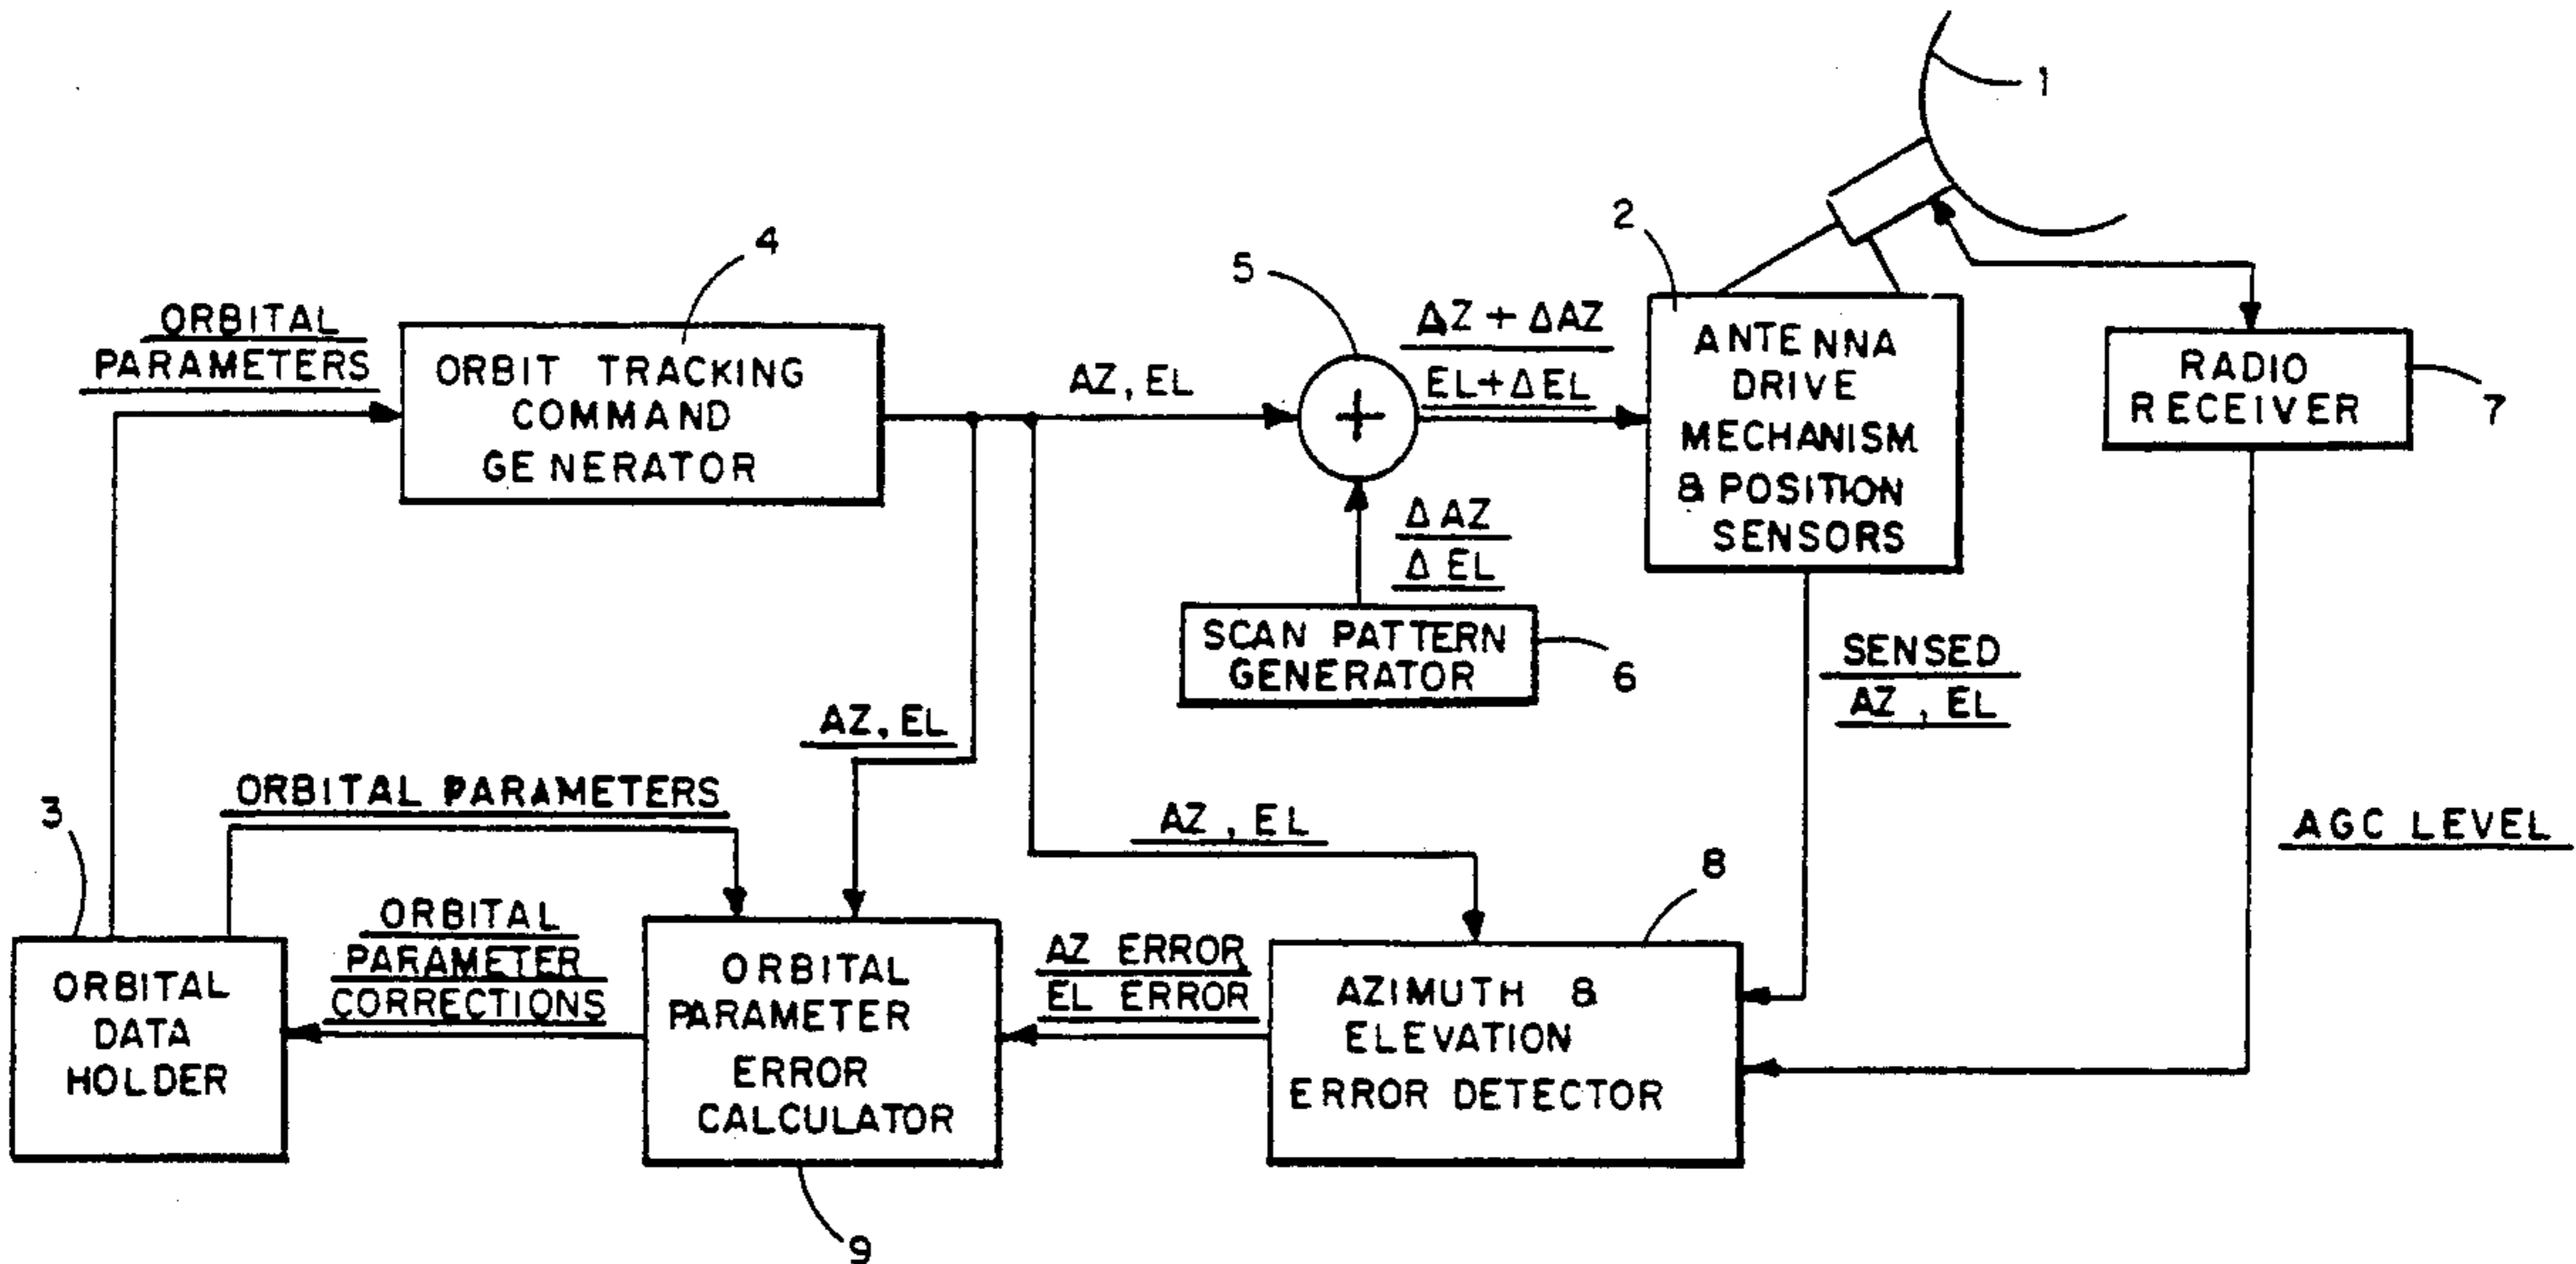 1
2
4
5
ORBITAL
PARAMETERS
ORBIT TRACKING
COMMAND
GENERATOR
AZ, EL
ΔZ + ΔAZ
EL+ΔEL
ANTENNA
DRIVE
MECHANISM
& POSITION
SENSORS
RADIO
RECEIVER
7
Δ AZ
Δ EL
SCAN PATTERN
GENERATOR
6
SENSED
AZ, EL
AZ, EL
ORBITAL PARAMETERS
AZ, EL
AGC LEVEL
3
8
ORBITAL
DATA
HOLDER
ORBITAL
PARAMETER
CORRECTIONS
ORBITAL
PARAMETER
ERROR
CALCULATOR
AZ ERROR
EL ERROR
AZIMUTH &
ELEVATION
ERROR DETECTOR
9